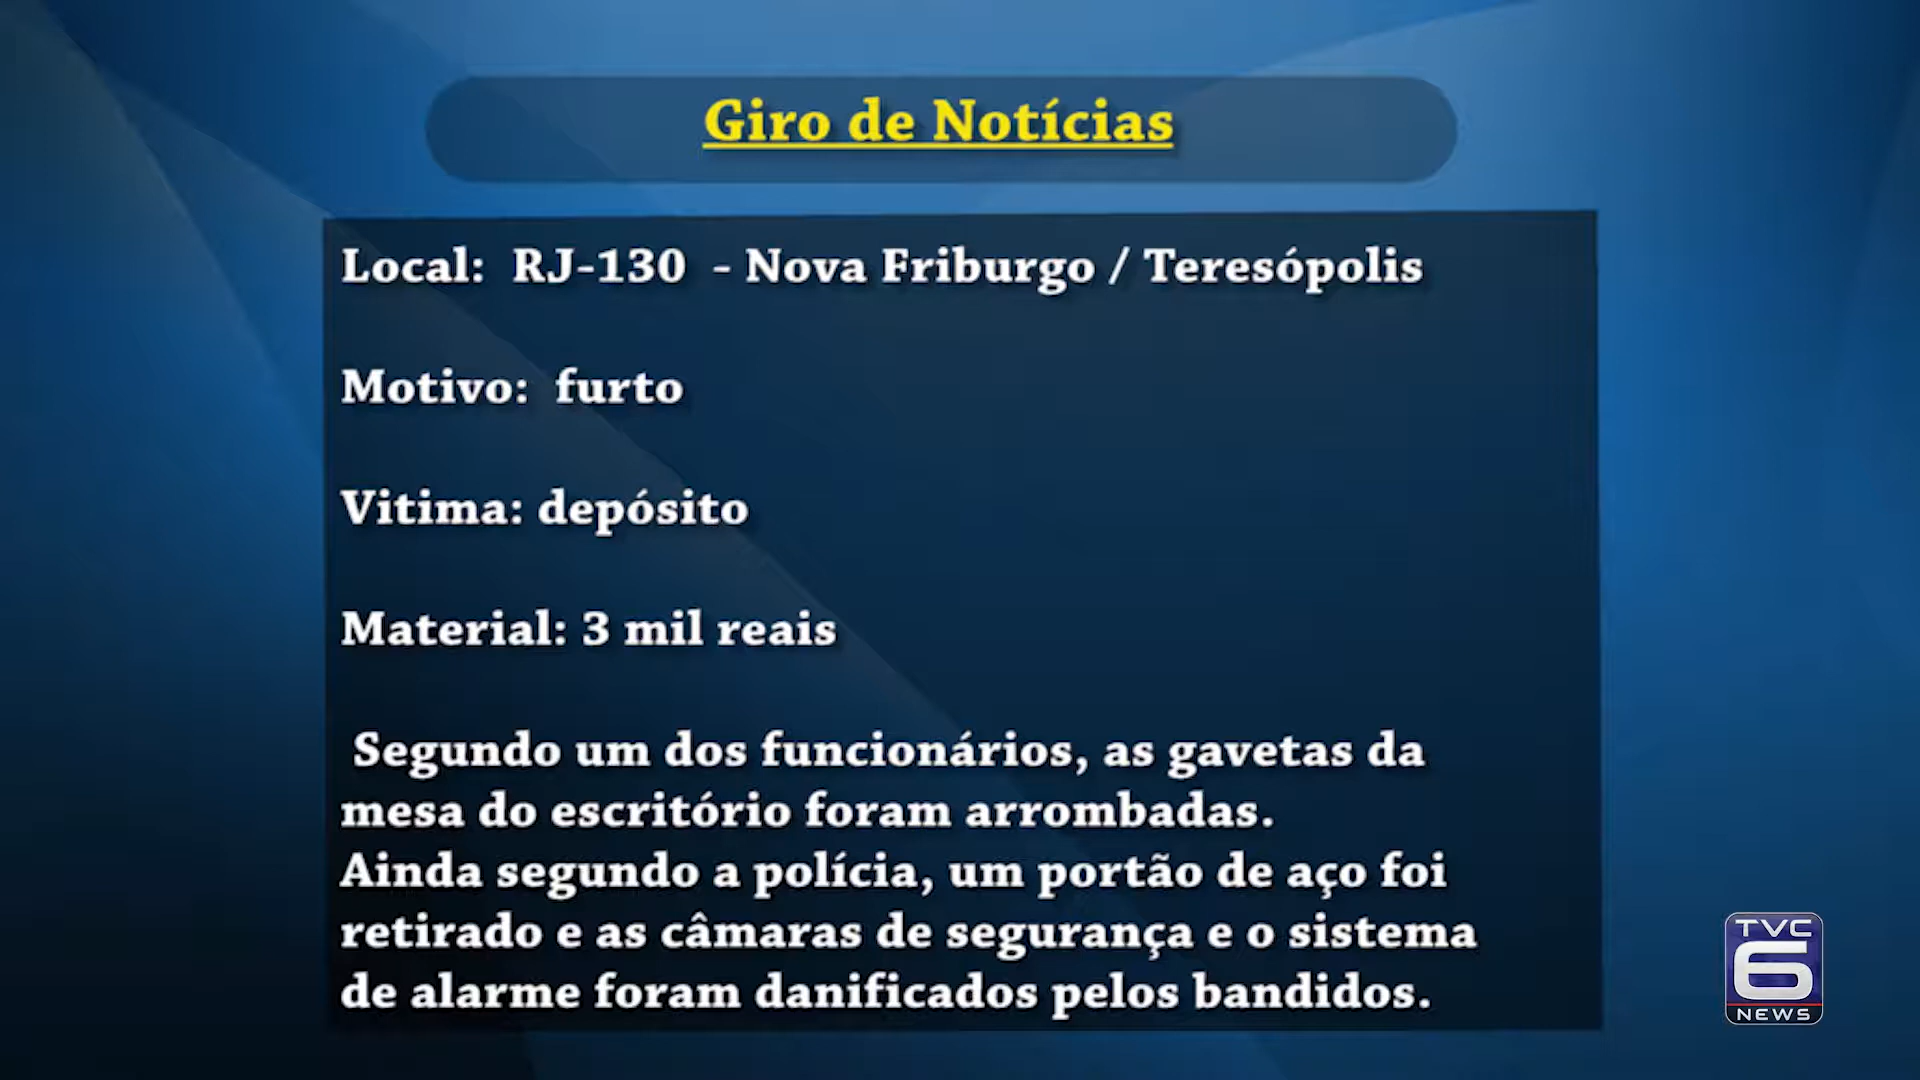 Giro de Notícias
Local: RJ-130 - Nova Friburgo / Teresópolis
Motivo: furto
Vitima: depósito
Material: 3 mil reais
Segundo um dos funcionários, as gavetas da
mesa do escritório foram arrombadas.
Ainda segundo a polícia, um portão de aço foi
retirado e as câmaras de segurança e o sistema
de alarme foram danificados pelos bandidos.
TVC
6
NEWS